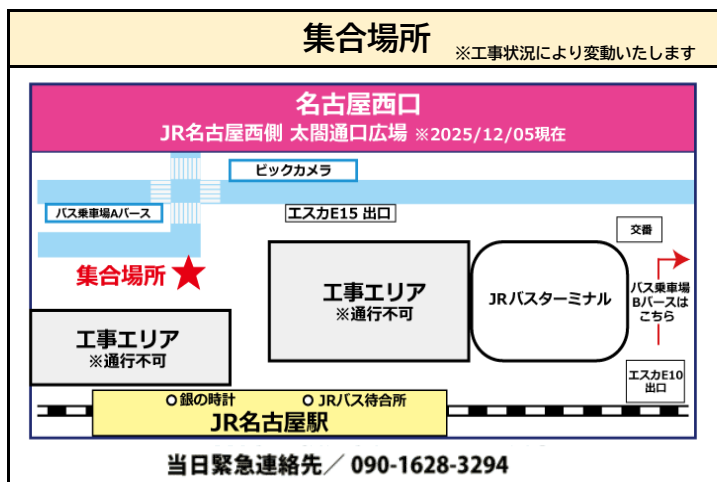 集合場所 ※工事状況により変動いたします
名古屋西口
JR名古屋西側 太閤通口広場 ※2025/12/05現在
ビックカメラ
バス乗車場Aバース
エスカE15 出口
交番
集合場所
工事エリア
※通行不可
JRバスターミナル
バス乗車場
Bバースは
こちら
工事エリア
※通行不可
エスカE10
出口
銀の時計
JRバス待合所
JR名古屋駅
当日緊急連絡先／ 090-1628-3294